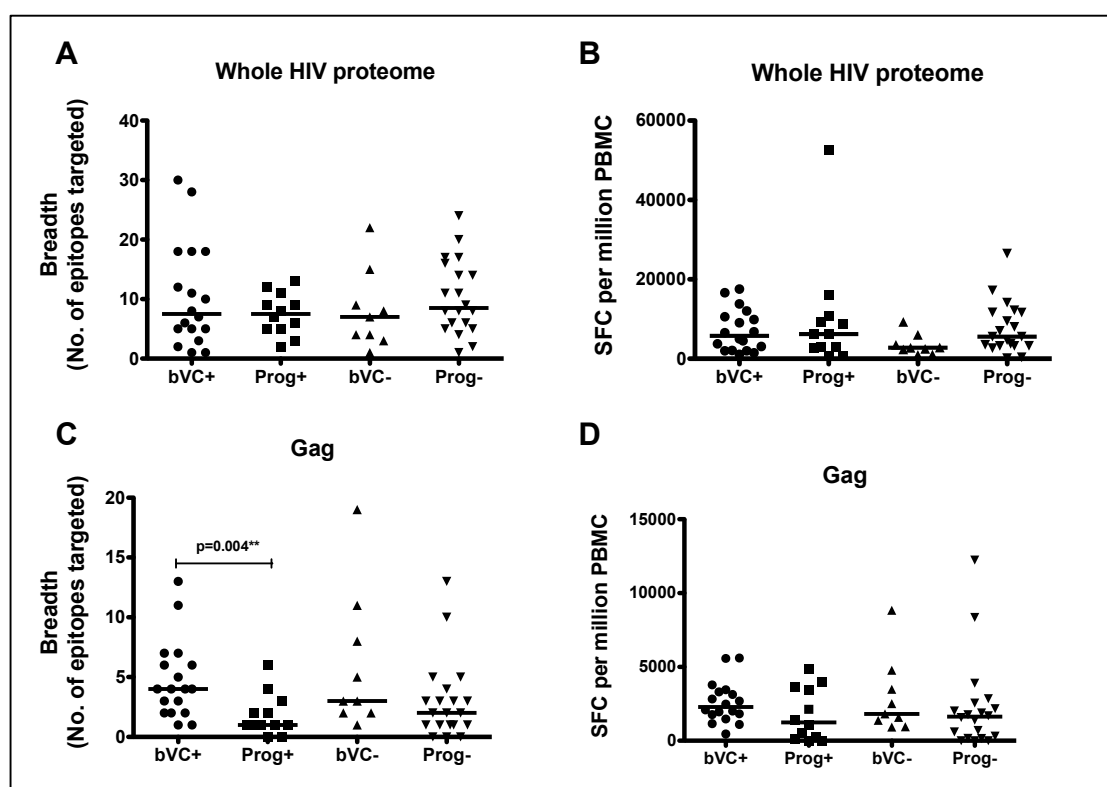 A
Whole HIV proteome
Breadth
(No. of epitopes targeted)
40
30
20
10
0
bVC+ Prog+ bVC- Prog-
B
Whole HIV proteome
SFC per million PBMC
60000
40000
20000
0
bVC+ Prog+ bVC- Prog-
C
Gag
Breadth
(No. of epitopes targeted)
20
15
10
5
0
p=0.004**
bVC+ Prog+ bVC- Prog-
D
Gag
SFC per million PBMC
15000
10000
5000
0
bVC+ Prog+ bVC- Prog-